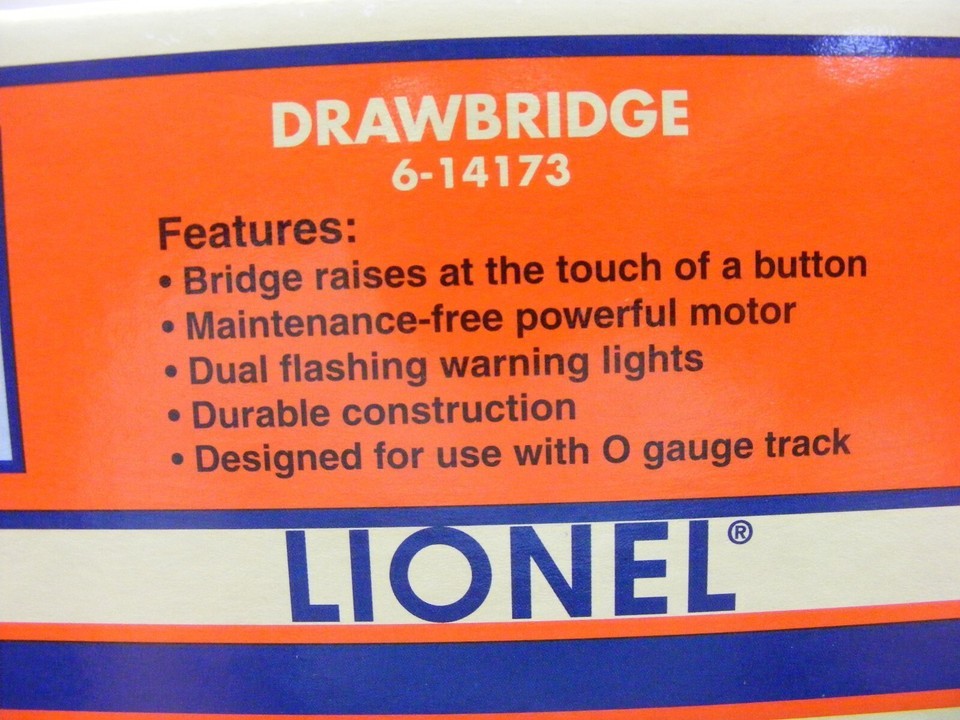 DRAWBRIDGE
6-14173
Features:
• Bridge raises at the touch of a button
• Maintenance-free powerful motor
• Dual flashing warning lights
• Durable construction
• Designed for use with O gauge track
LIONEL®